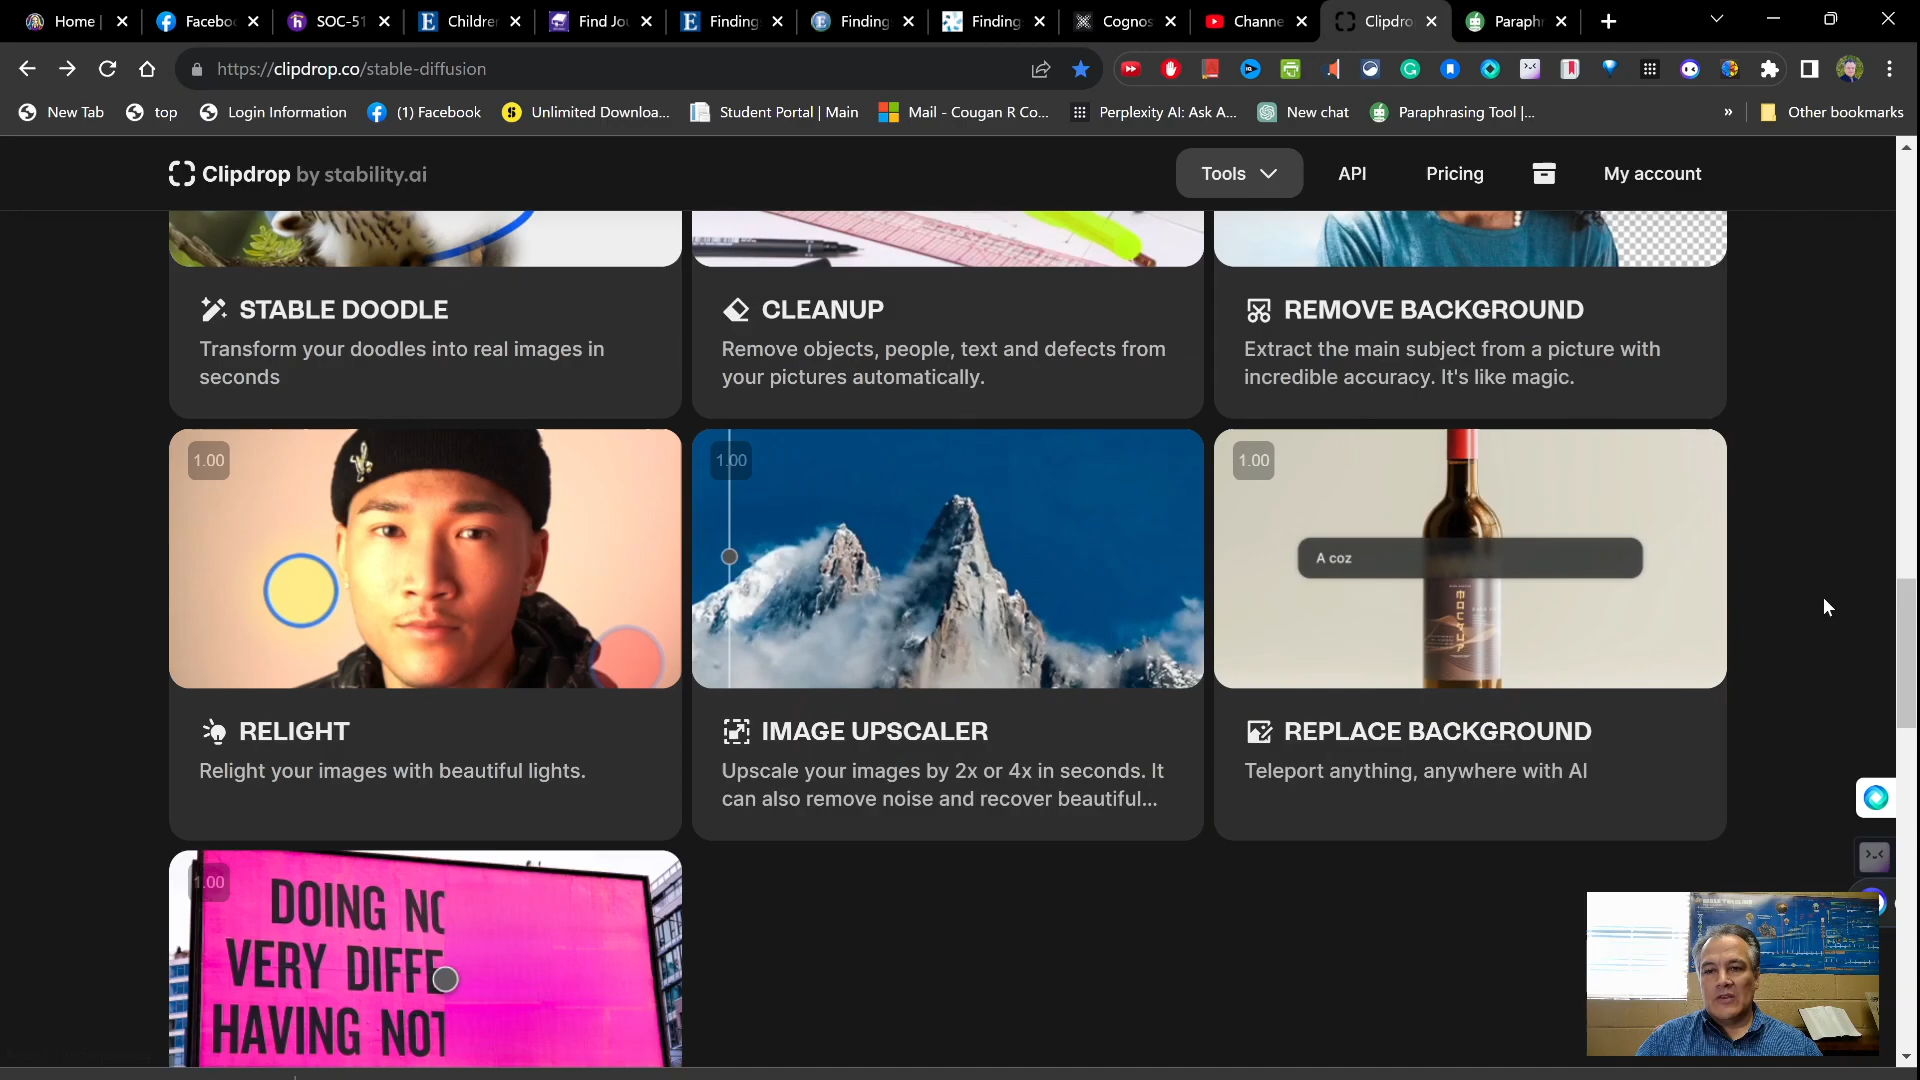 Home
Facebo
SOC-51
Childre
Find Jo
Finding
Finding
Finding
Cognos
Channe
Clipdro
Paraphr
https://clipdrop.co/stable-diffusion
New Tab
top
Login Information
(1) Facebook
Unlimited Downloa...
Student Portal | Main
Mail - Cougan R Co...
Perplexity AI: Ask A...
New chat
Paraphrasing Tool |...
»
Other bookmarks
Clipdrop by stability.ai
Tools
API
Pricing
My account
STABLE DOODLE
Transform your doodles into real images in
seconds
CLEANUP
Remove objects, people, text and defects from
your pictures automatically.
REMOVE BACKGROUND
Extract the main subject from a picture with
incredible accuracy. It's like magic.
1.00
1.00
1.00
A coz
RELIGHT
Relight your images with beautiful lights.
IMAGE UPSCALER
Upscale your images by 2x or 4x in seconds. It
can also remove noise and recover beautiful...
REPLACE BACKGROUND
Teleport anything, anywhere with AI
1.00
DOING NO
VERY DIFFE
HAVING NOT